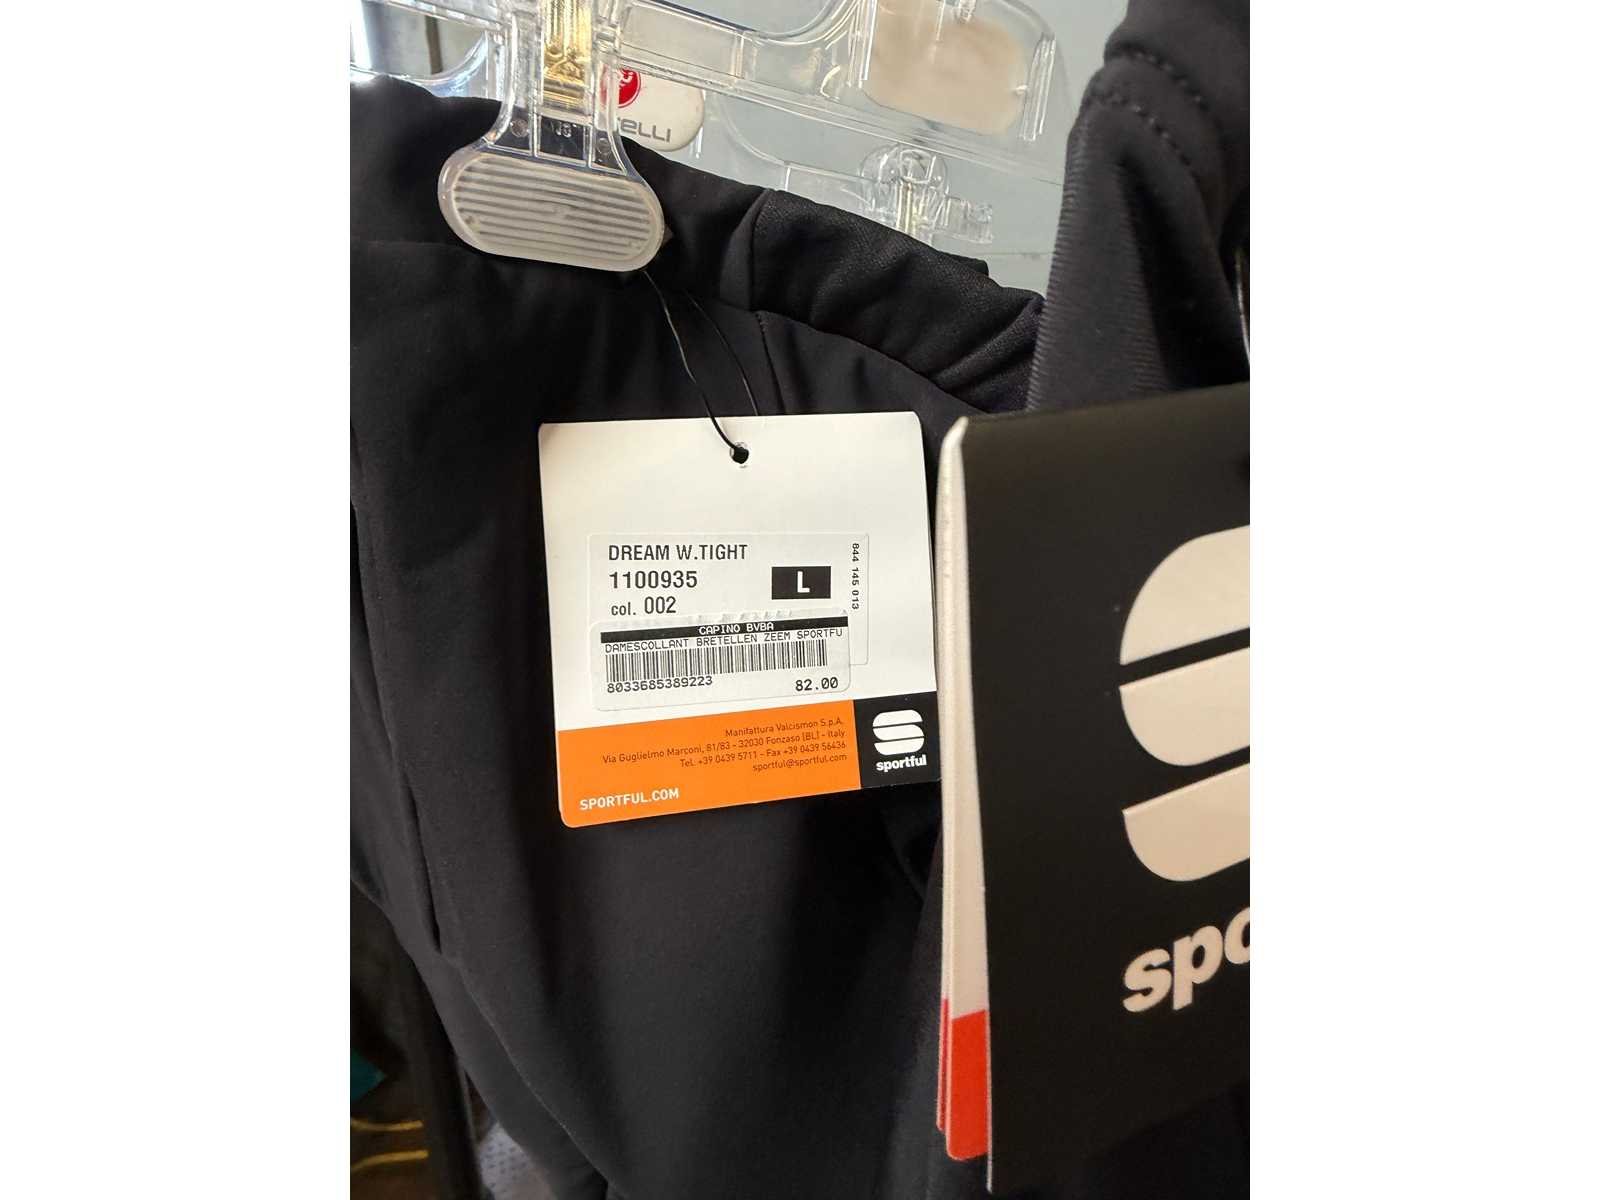 ELLI
DREAM W.TIGHT
1100935
L
col. 002
844 145 013
CAPINO BVBA
DAMESCOLLANT BRETELLEN ZEEM SPORTFU
8033685389223
82.00
Manifattura Valcismon S.p.A.
Via Guglielmo Marconi, 81/83 - 32030 Fonzaso (BL) - Italy
Tel. +39 0439 5711 - Fax +39 0439 56436
sportful@sportful.com
sportful
SPORTFUL.COM
spo